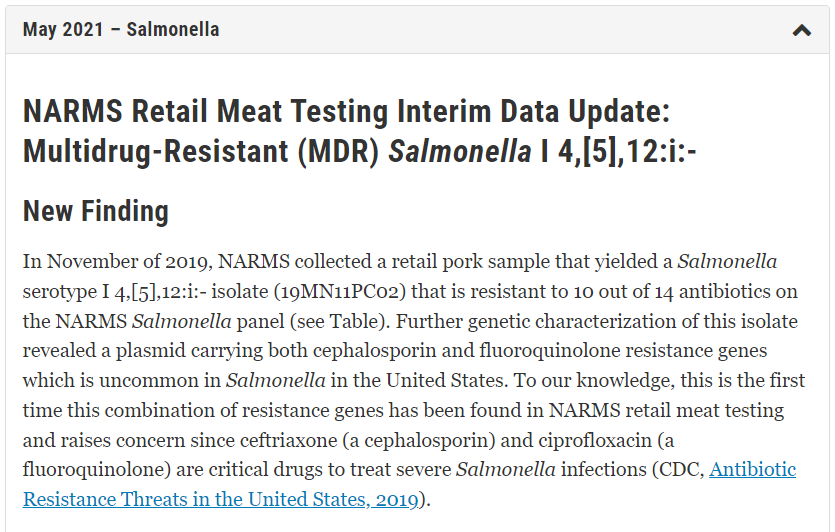 May 2021 – Salmonella
NARMS Retail Meat Testing Interim Data Update:
Multidrug-Resistant (MDR) Salmonella I 4,[5],12:i:-
New Finding
In November of 2019, NARMS collected a retail pork sample that yielded a Salmonella
serotype I 4,[5],12:i:- isolate (19MN11PC02) that is resistant to 10 out of 14 antibiotics on
the NARMS Salmonella panel (see Table). Further genetic characterization of this isolate
revealed a plasmid carrying both cephalosporin and fluoroquinolone resistance genes
which is uncommon in Salmonella in the United States. To our knowledge, this is the first
time this combination of resistance genes has been found in NARMS retail meat testing
and raises concern since ceftriaxone (a cephalosporin) and ciprofloxacin (a
fluoroquinolone) are critical drugs to treat severe Salmonella infections (CDC, Antibiotic
Resistance Threats in the United States, 2019).